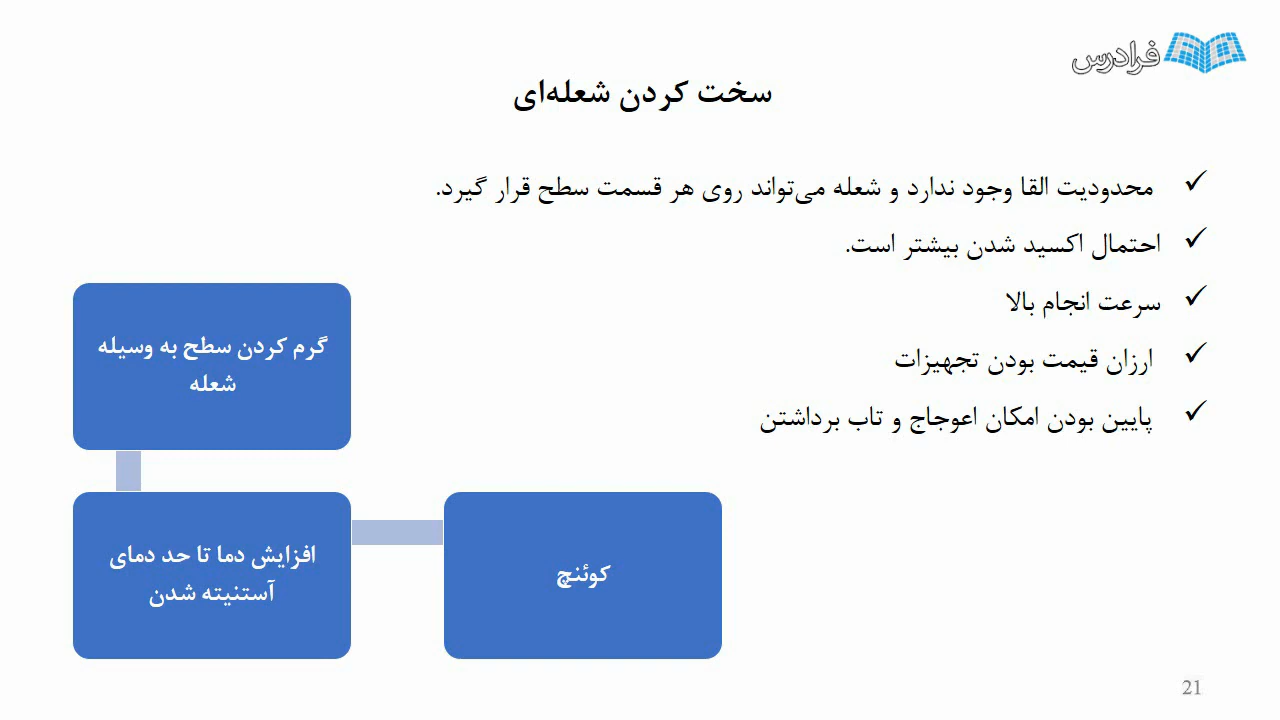 فرادرس
سخت کردن شعله‌ای
محدودیت القا وجود ندارد و شعله می‌تواند روی هر قسمت سطح قرار گیرد.
احتمال اکسید شدن بیشتر است.
سرعت انجام بالا
ارزان قیمت بودن تجهیزات
پایین بودن امکان اعوجاج و تاب برداشتن
گرم کردن سطح به وسیله
شعله
افزایش دما تا حد دمای
آستنیته شدن
کوئنچ
21